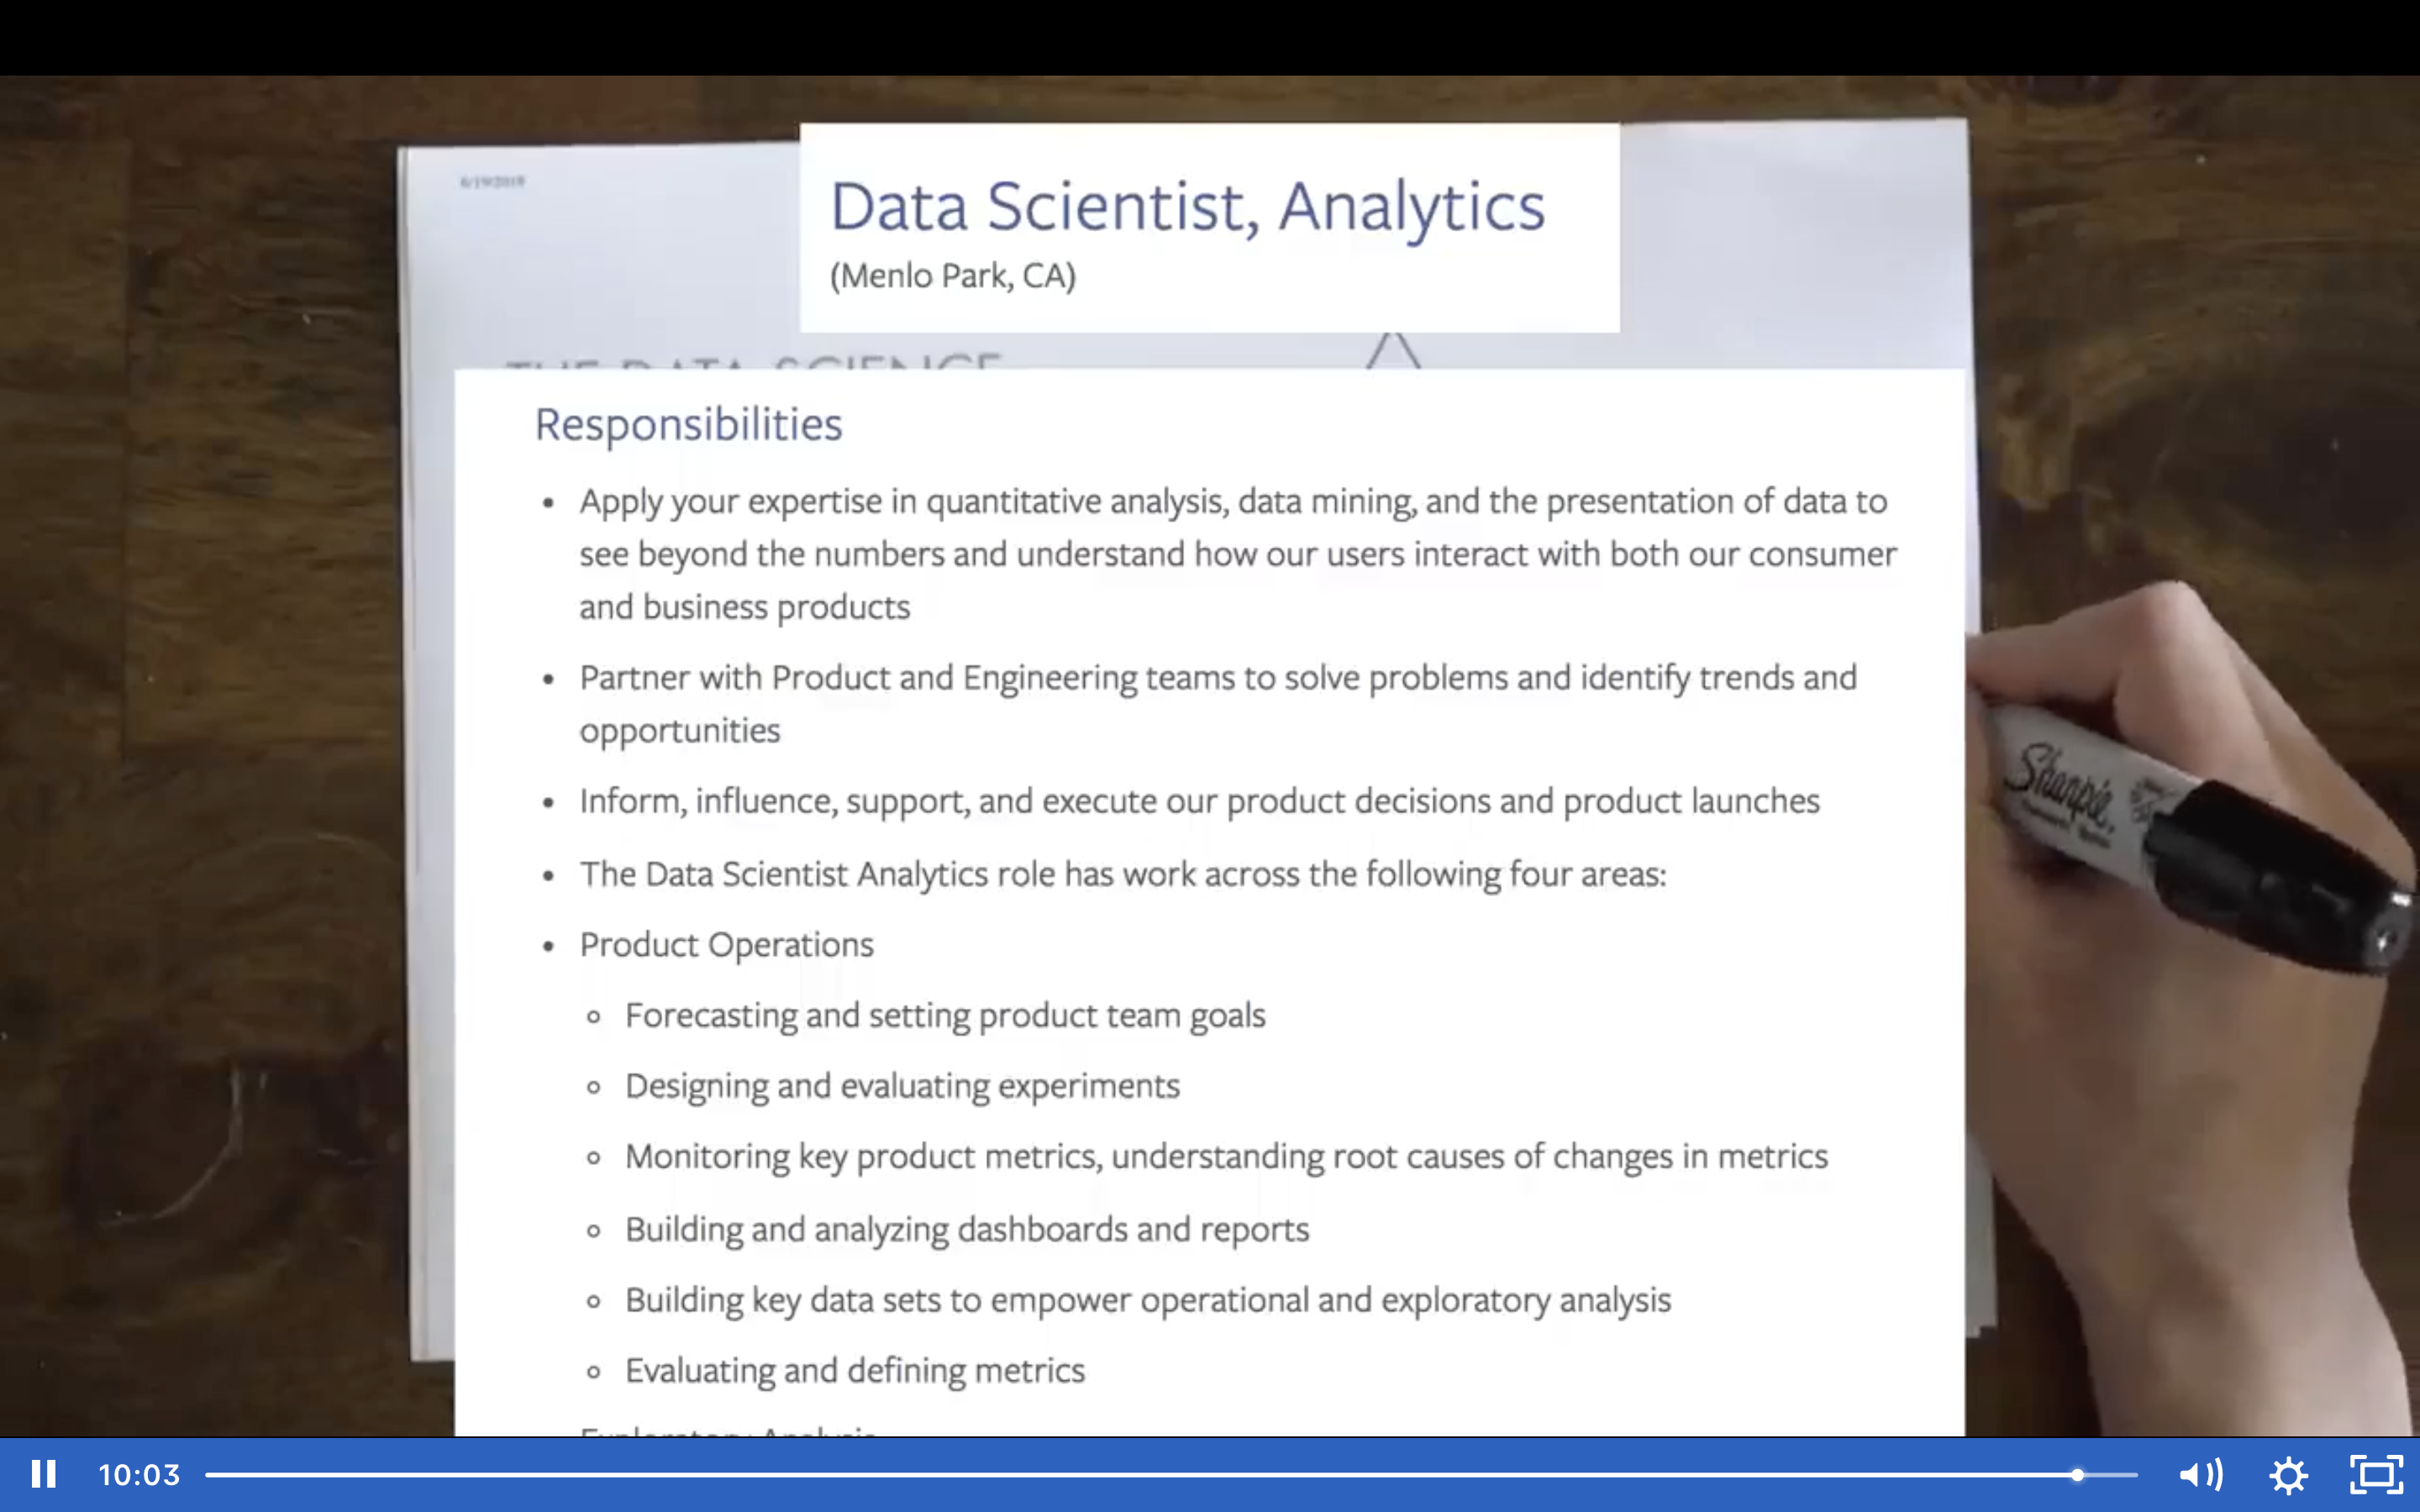 6/19/2019
Data Scientist, Analytics
(Menlo Park, CA)
THE DATA SCIENCE
Responsibilities
• Apply your expertise in quantitative analysis, data mining, and the presentation of data to
see beyond the numbers and understand how our users interact with both our consumer
and business products
• Partner with Product and Engineering teams to solve problems and identify trends and
opportunities
• Inform, influence, support, and execute our product decisions and product launches
• The Data Scientist Analytics role has work across the following four areas:
• Product Operations
◦ Forecasting and setting product team goals
◦ Designing and evaluating experiments
◦ Monitoring key product metrics, understanding root causes of changes in metrics
◦ Building and analyzing dashboards and reports
◦ Building key data sets to empower operational and exploratory analysis
◦ Evaluating and defining metrics
Exploratory Analysis
Sharpie
10:03